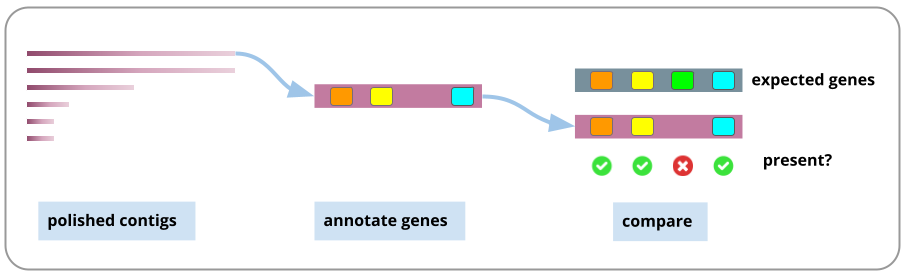 expected genes
present?
polished contigs
annotate genes
compare